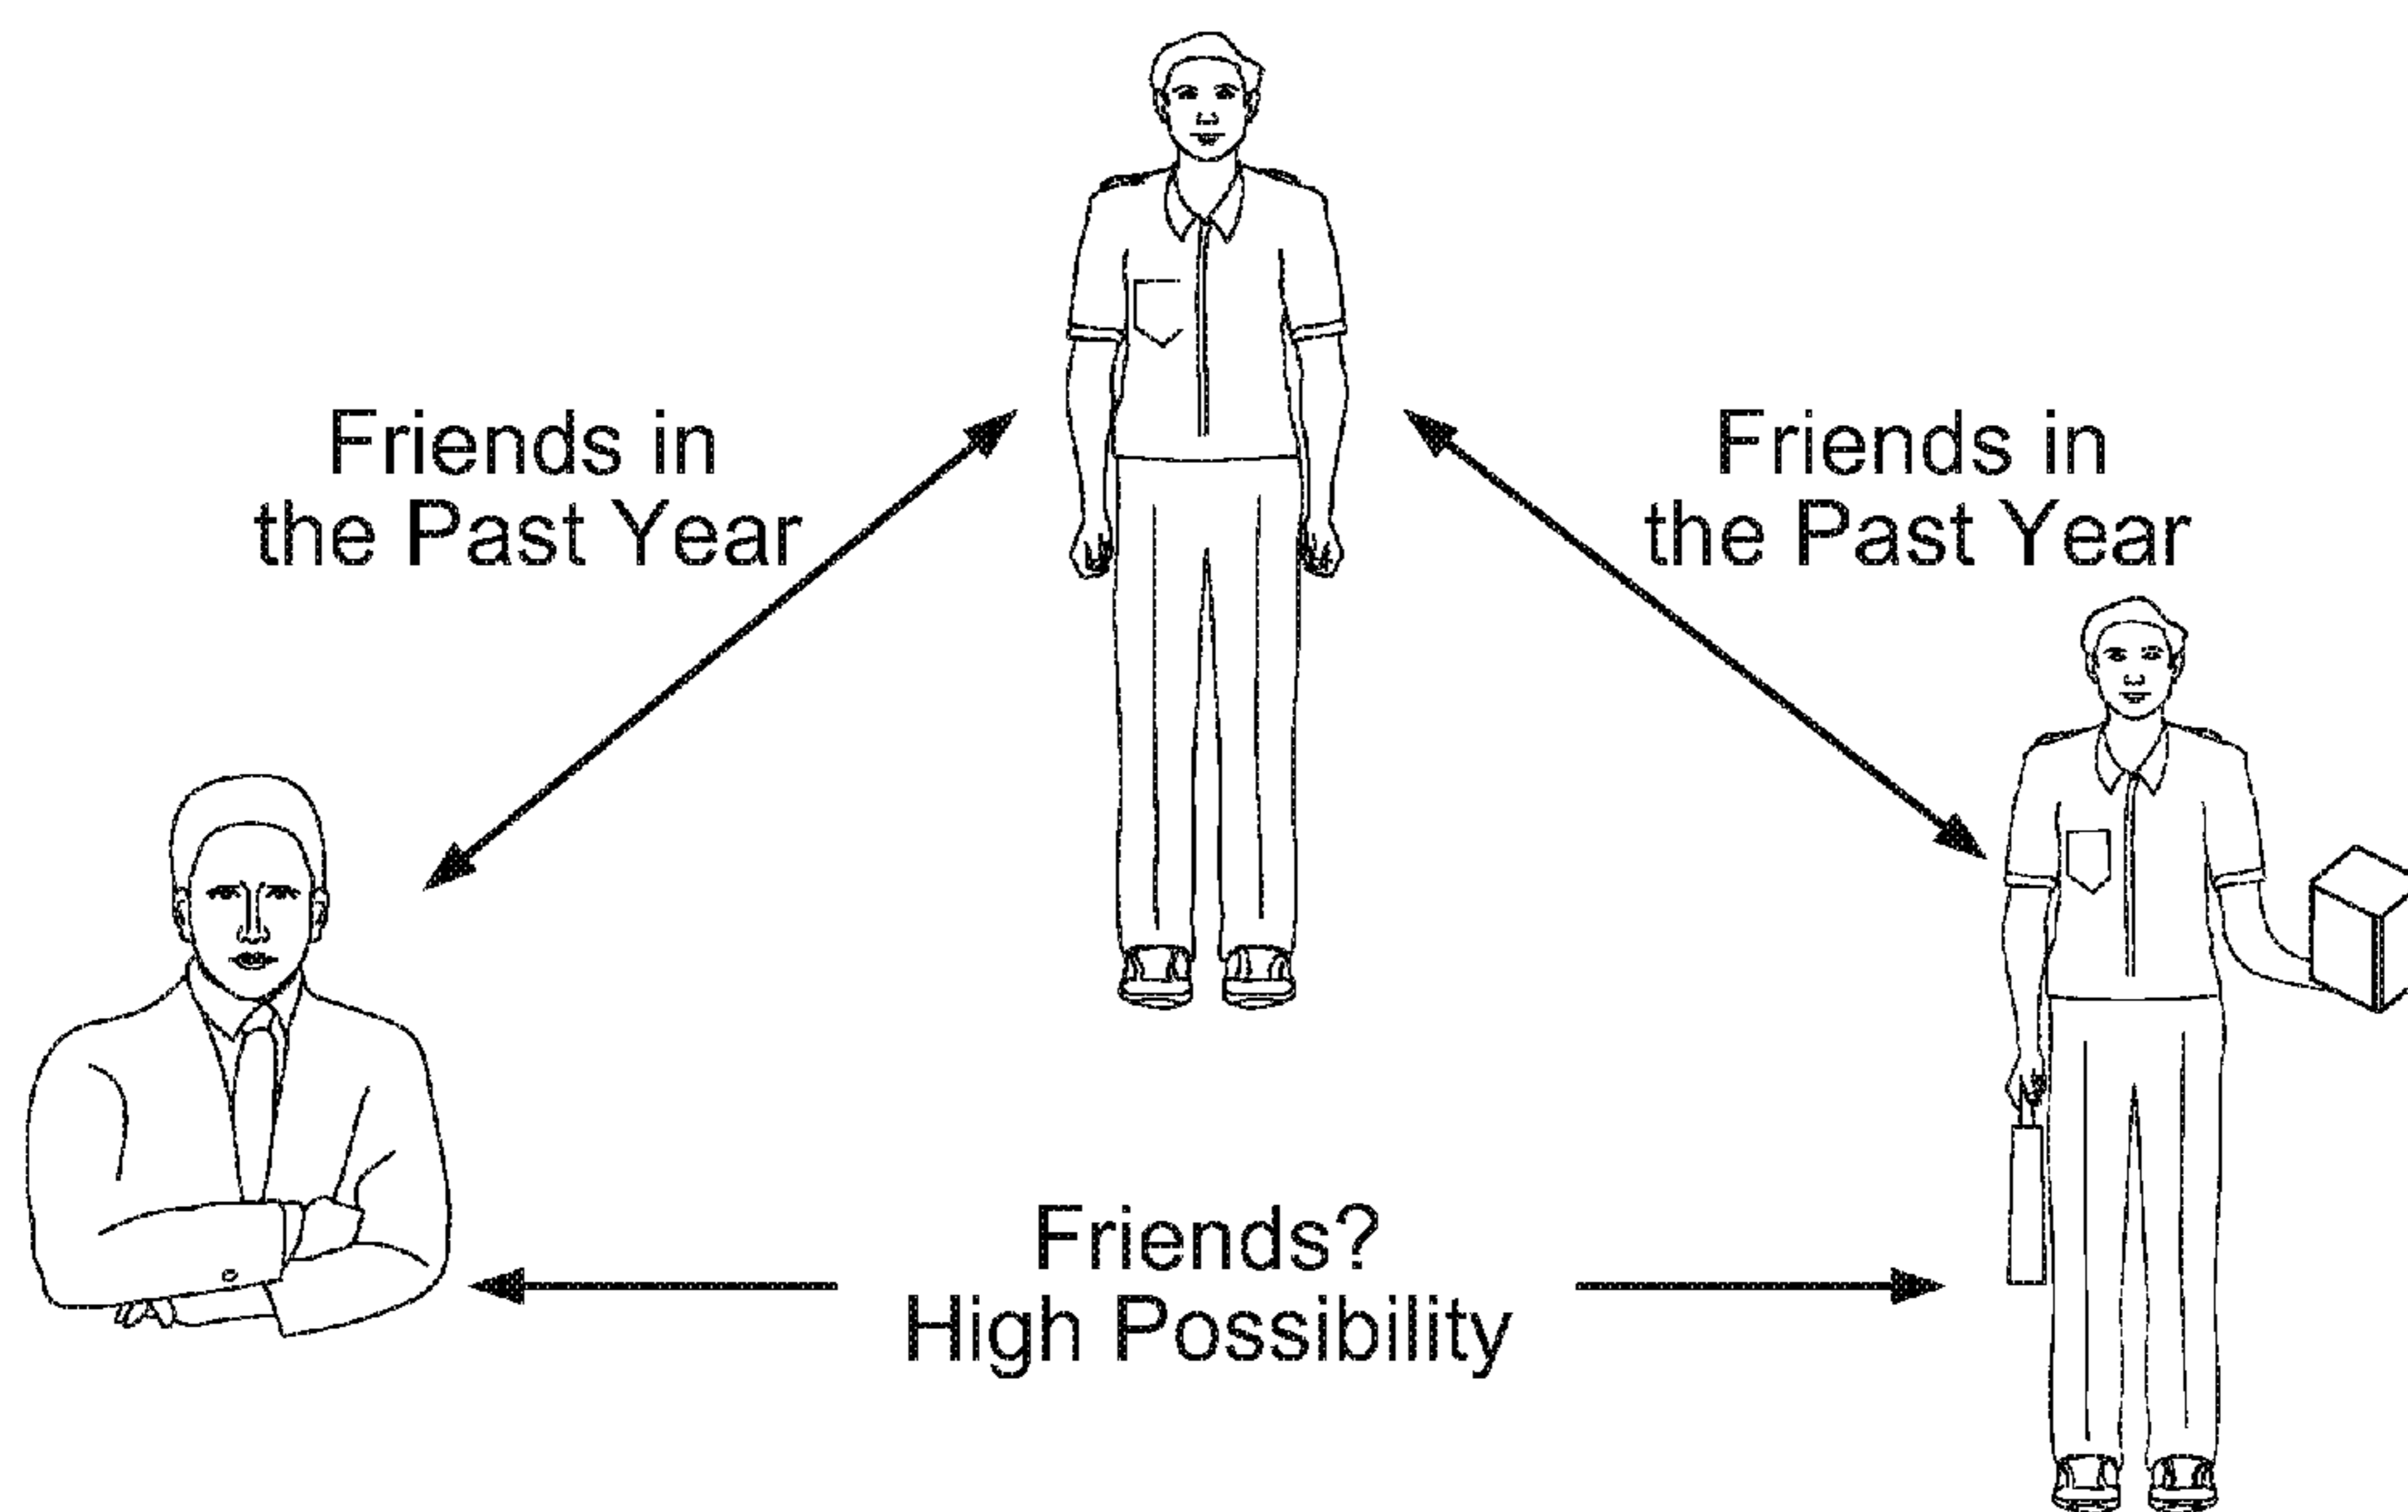 Friends in
the Past Year
Friends in
the Past Year
Friends?
High Possibility